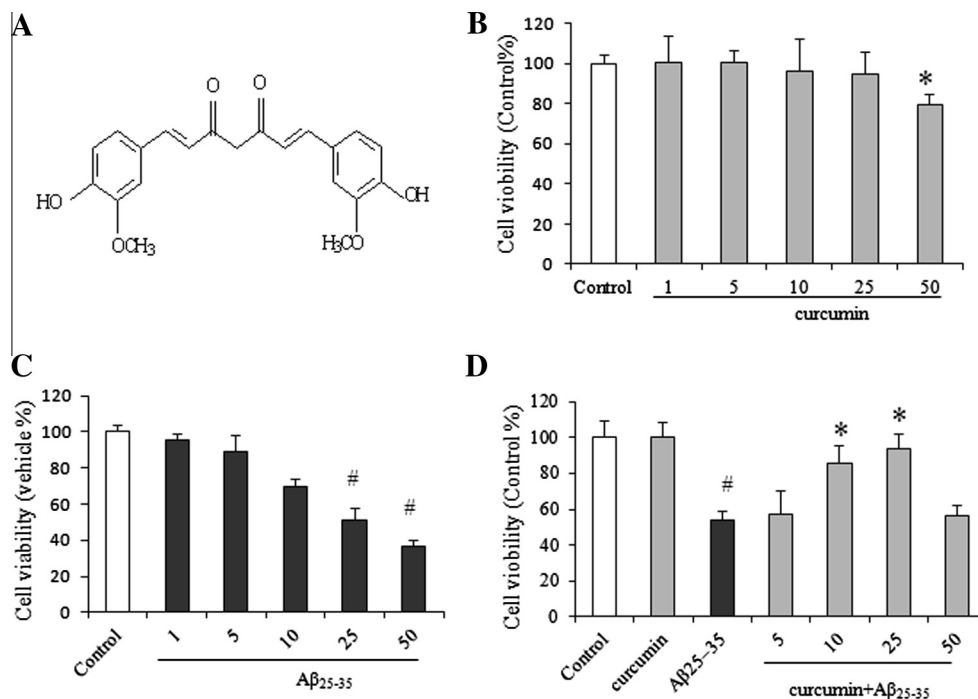 A
O
O
HO
OCH3
H3CO
OH
B
Cell viobility (Control%)
120
100
80
60
40
20
0
*
Control
1
5
10
25
50
curcumin
C
Cell viability (vehicle %)
120
100
80
60
40
20
0
#
#
Control
1
5
10
25
50
Aβ25-35
D
Cell viobility (Control %)
120
100
80
60
40
20
0
#
*
*
Control
curcumin
Aβ25–35
5
10
25
50
curcumin+Aβ25-35